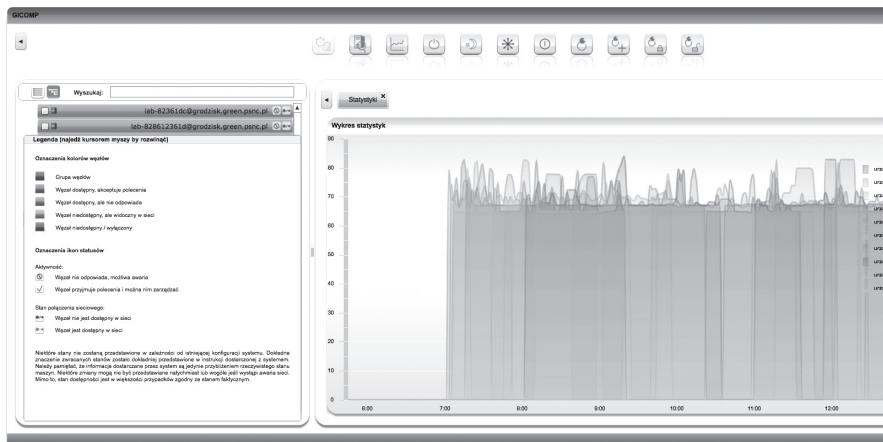 GICOMP
Wyszukaj:
lab-82361dc@grodzisk.green.psnc.pl
lab-828612361d@grodzisk.green.psnc.pl
Legenda (najedź kursorem myszy by rozwinąć)
Oznaczenia kolorów węzłów
Grupa węzłów
Węzeł dostępny, akceptuje polecenia
Węzeł dostępny, ale nie odpowiada
Węzeł niedostępny, ale widoczny w sieci
Węzeł niedostępny / wyłączony
Oznaczenia ikon statusów
Aktywność:
Węzeł nie odpowiada, możliwa awaria
Węzeł przyjmuje polecenia i można nim zarządzać
Stan połączenia sieciowego:
Węzeł nie jest dostępny w sieci
Węzeł jest dostępny w sieci
Niektóre stany nie zostaną przedstawione w zależności od istniejącej konfiguracji systemu. Dokładne
znaczenie zwracanych stanów zostało dokładniej przedstawione w instrukcji dostarczonej z systemem.
Należy pamiętać, że informacje dostarczane przez system są jedynie przybliżeniem rzeczywistego stanu
maszyn. Niektóre zmiany mogą nie być przedstawiane natychmiast lub wogóle jeśli wystąpi awaria sieci.
Mimo to, stan dostępności jest w większości przypadków zgodny ze stanem faktycznym.
Statystyki
Wykres statystyk
90
80
70
60
50
40
30
20
10
0
6:00 7:00 8:00 9:00 10:00 11:00 12:00